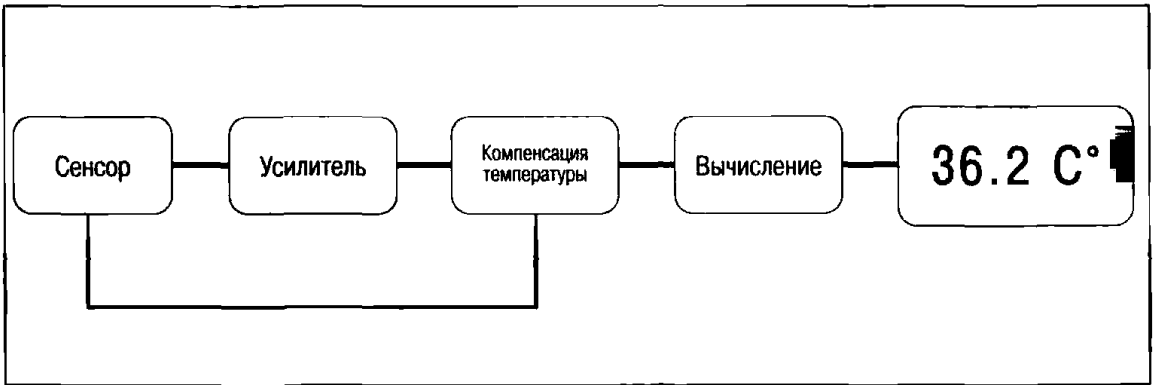 Сенсор
Усилитель
Компенсация
температуры
Вычисление
36.2 C°